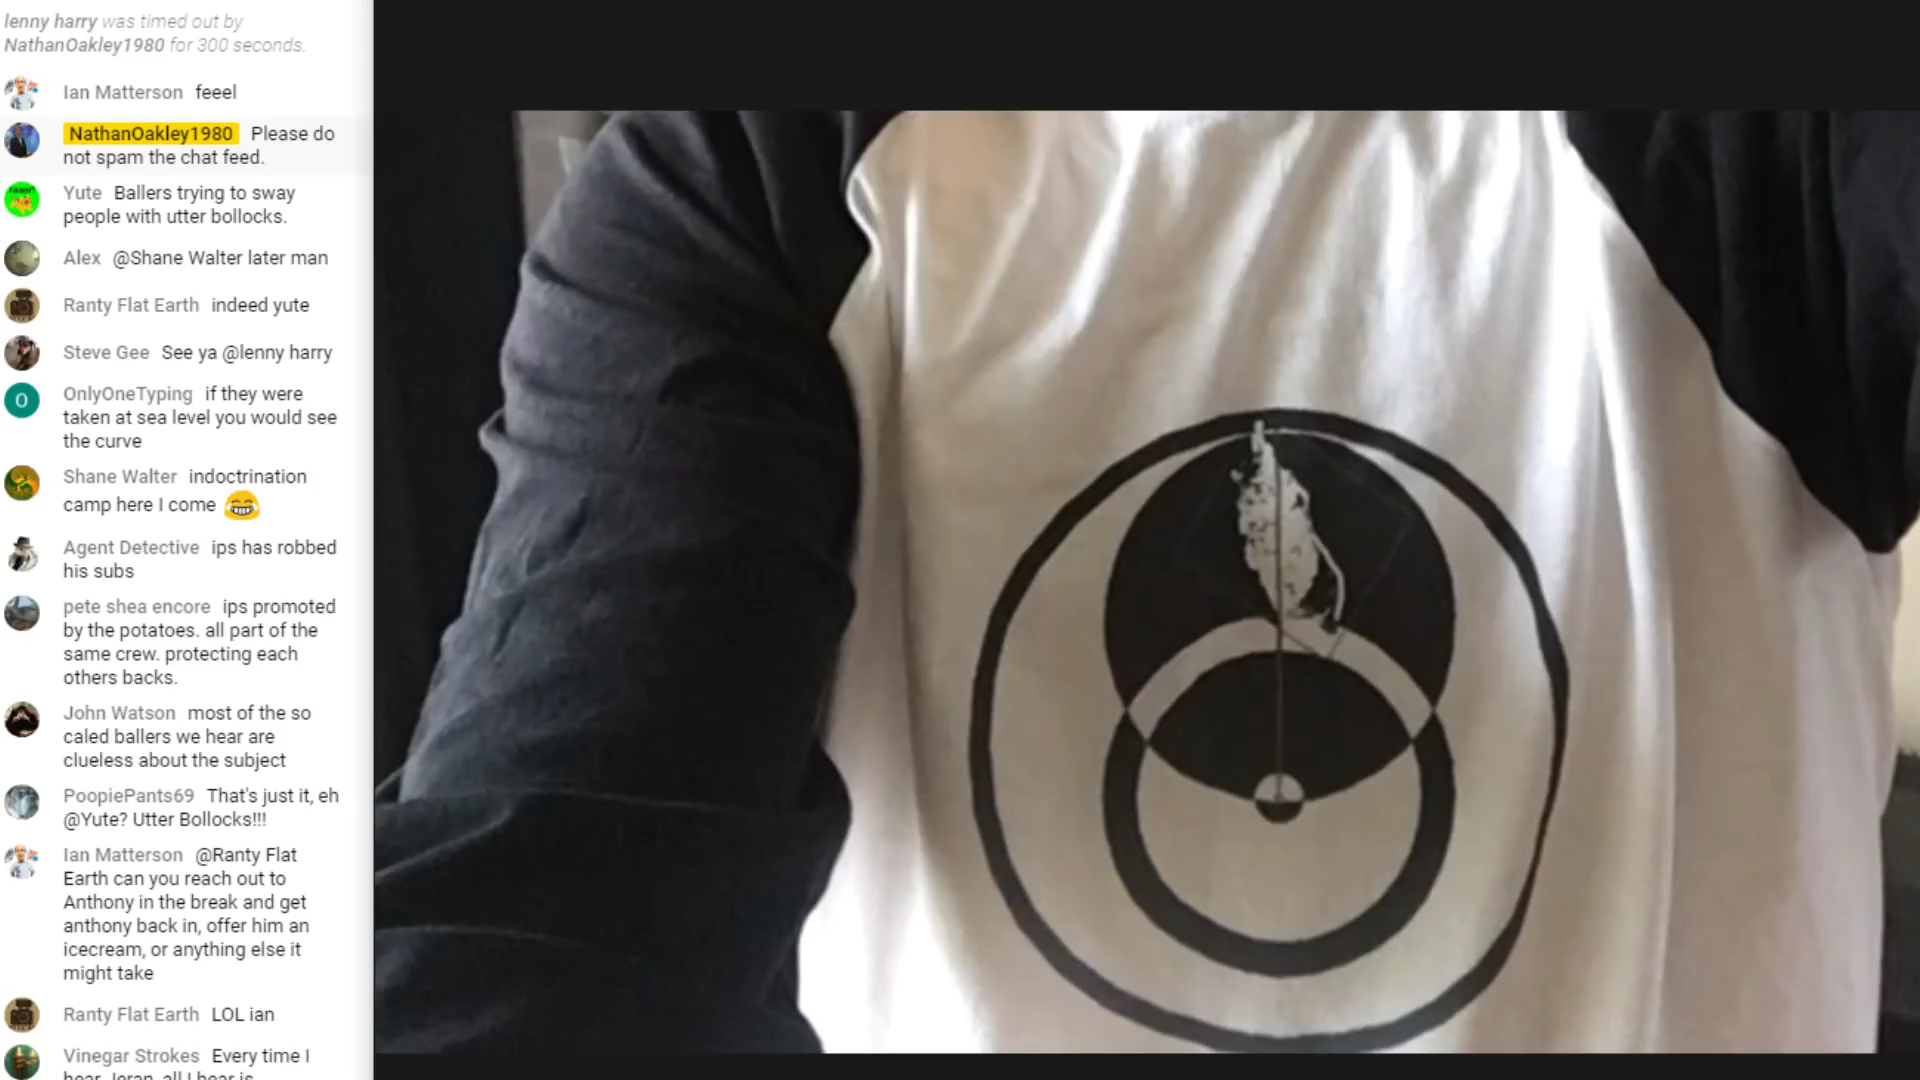 lenny harry was timed out by
NathanOakley1980 for 300 seconds.
Ian Matterson feeel
NathanOakley1980 Please do
not spam the chat feed.
Yute Ballers trying to sway
people with utter bollocks.
Alex @Shane Walter later man
Ranty Flat Earth indeed yute
Steve Gee See ya @lenny harry
O
OnlyOneTyping if they were
taken at sea level you would see
the curve
Shane Walter indoctrination
camp here I come
Agent Detective ips has robbed
his subs
pete shea encore ips promoted
by the potatoes. all part of the
same crew. protecting each
others backs.
John Watson most of the so
caled ballers we hear are
clueless about the subject
PoopiePants69 That's just it, eh
@Yute? Utter Bollocks!!!
Ian Matterson @Ranty Flat
Earth can you reach out to
Anthony in the break and get
anthony back in, offer him an
icecream, or anything else it
might take
Ranty Flat Earth LOL ian
Vinegar Strokes Every time I
hear Jeran, all I hear is